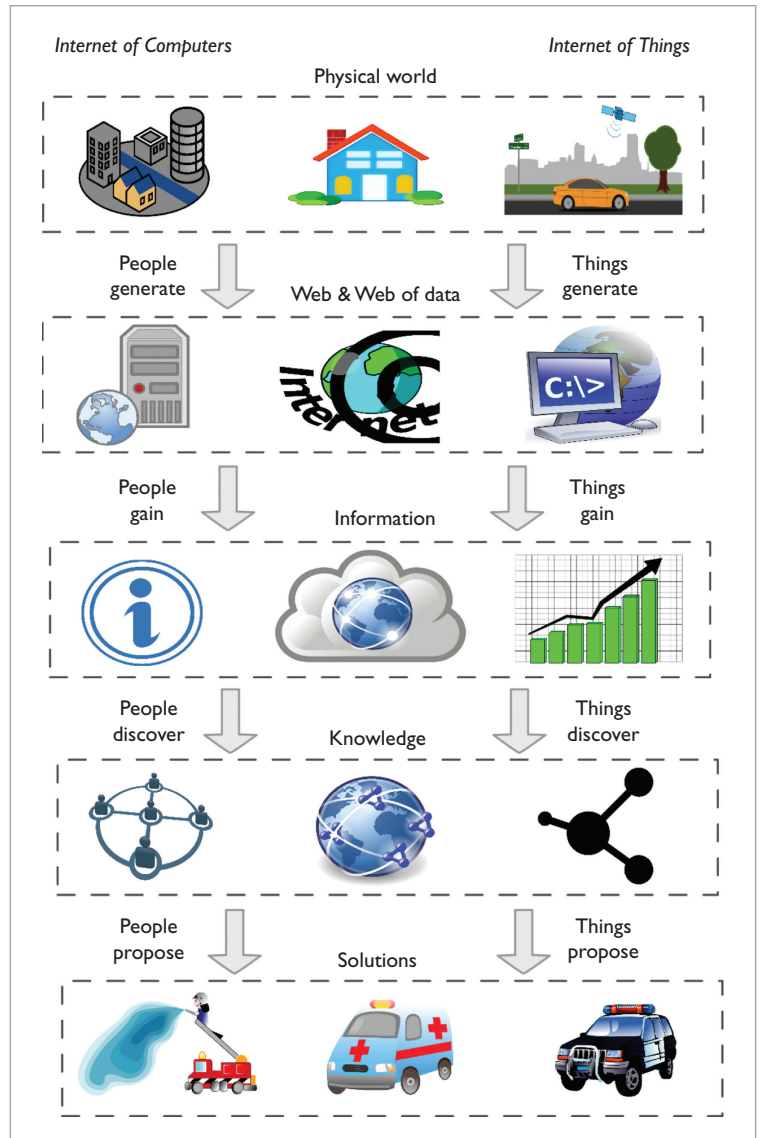 Internet of Computers
Internet of Things
Physical world
People
generate
Things
generate
Web & Web of data
Internet
C:\>
People
gain
Things
gain
Information
i
People
discover
Things
discover
Knowledge
People
propose
Things
propose
Solutions